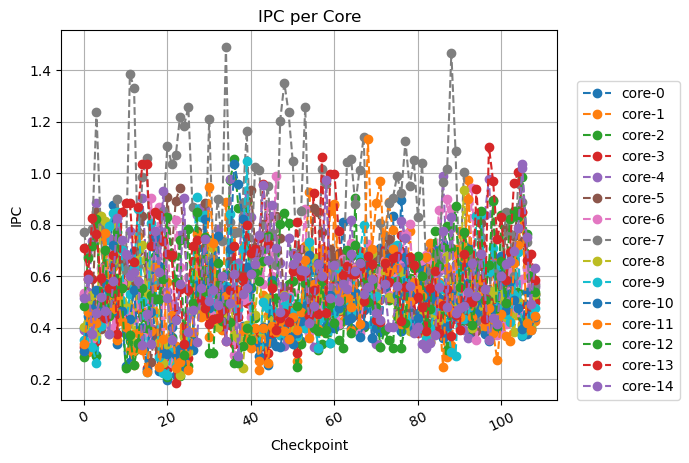 IPC per Core
IPC
1.4
1.2
1.0
0.8
0.6
0.4
0.2
0
20
40
60
80
100
Checkpoint
core-0
core-1
core-2
core-3
core-4
core-5
core-6
core-7
core-8
core-9
core-10
core-11
core-12
core-13
core-14